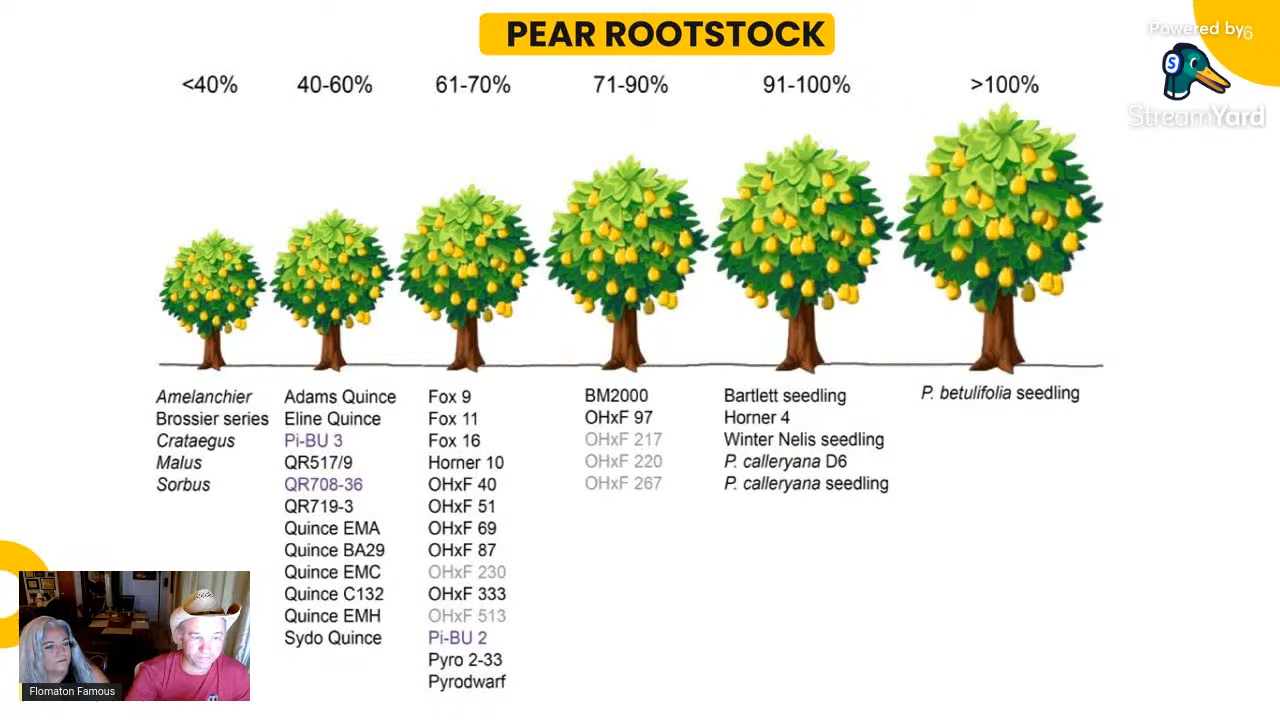 PEAR ROOTSTOCK
Powered by
6
StreamYard
<40%
40-60%
61-70%
71-90%
91-100%
>100%
Amelanchier
Brossier series
Crataegus
Malus
Sorbus
Adams Quince
Eline Quince
Pi-BU 3
QR517/9
QR708-36
QR719-3
Quince EMA
Quince BA29
Quince EMC
Quince C132
Quince EMH
Sydo Quince
Fox 9
Fox 11
Fox 16
Horner 10
OHxF 40
OHxF 51
OHxF 69
OHxF 87
OHxF 230
OHxF 333
OHxF 513
Pi-BU 2
Pyro 2-33
Pyrodwarf
BM2000
OHxF 97
OHxF 217
OHxF 220
OHxF 267
Bartlett seedling
Horner 4
Winter Nelis seedling
P. calleryana D6
P. calleryana seedling
P. betulifolia seedling
Flomaton Famous